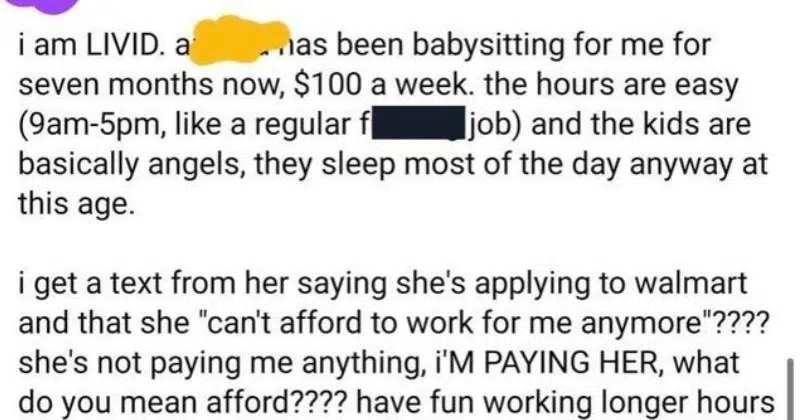 i am LIVID. has been babysitting for me for
seven months now, $100 a week. the hours are easy
(9am-5pm, like a regular f job) and the kids are
basically angels, they sleep most of the day anyway at
this age.
i get a text from her saying she's applying to walmart
and that she "can't afford to work for me anymore"????
she's not paying me anything, i'M PAYING HER, what
do you mean afford???? have fun working longer hours